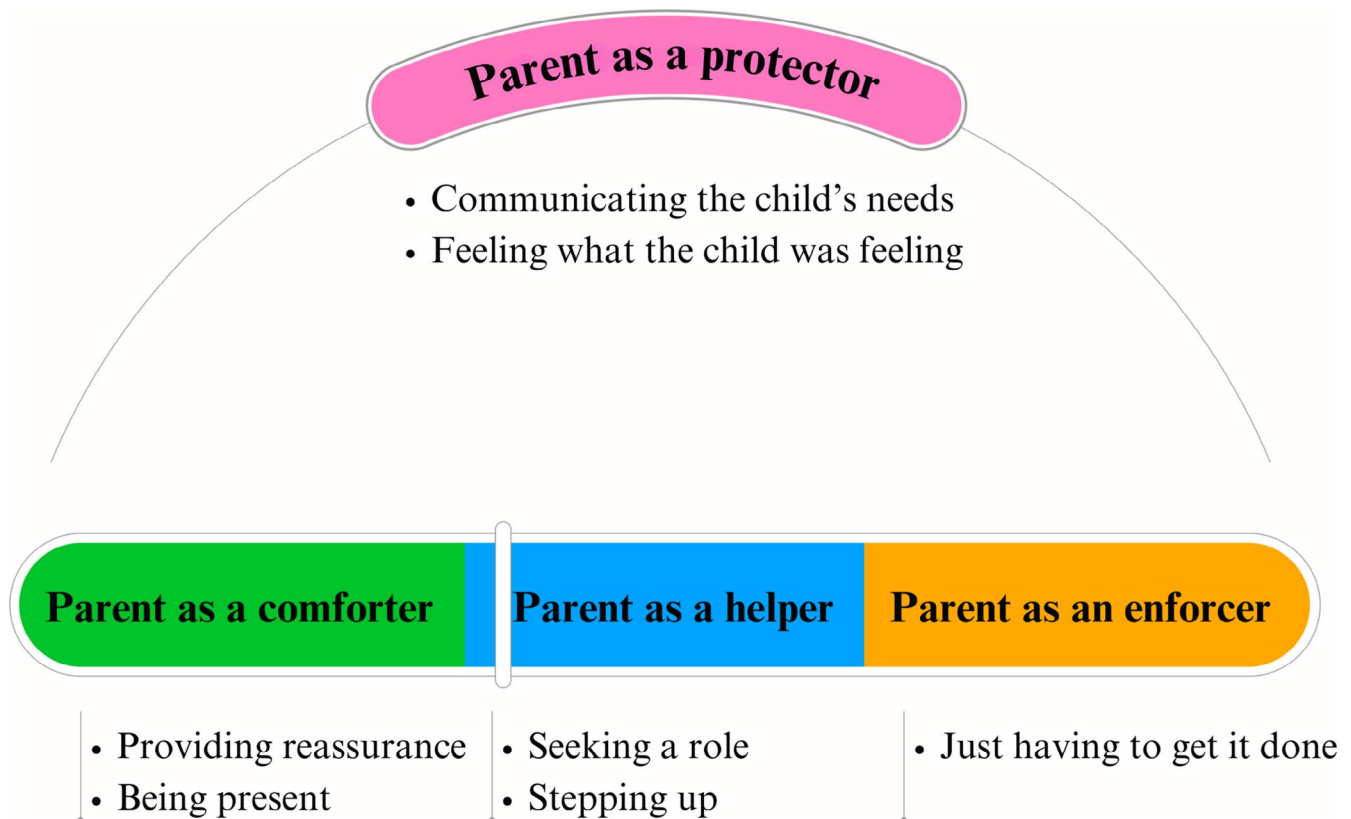 Parent as a protector
• Communicating the child’s needs
• Feeling what the child was feeling
Parent as a comforter
Parent as a helper
Parent as an enforcer
• Providing reassurance
• Being present
• Seeking a role
• Stepping up
• Just having to get it done